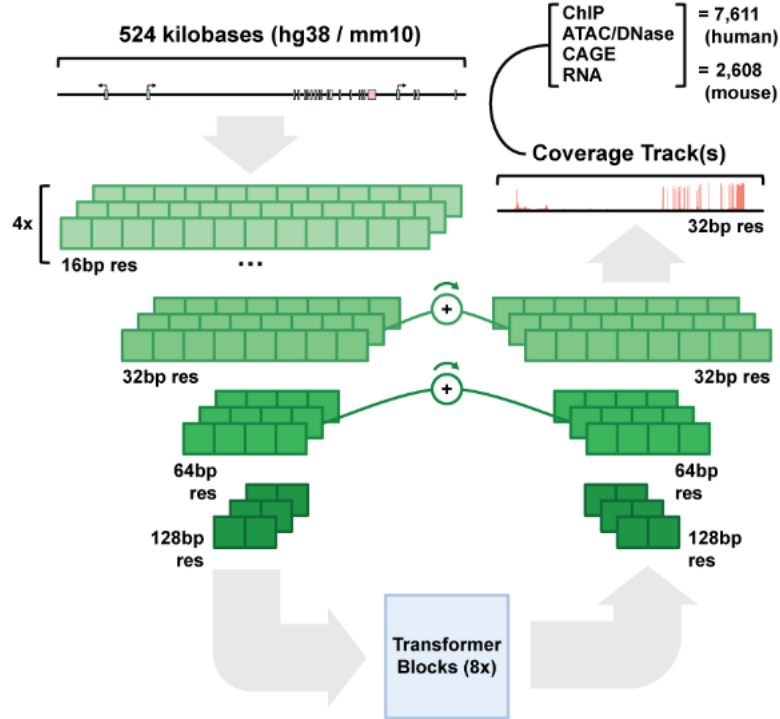 524 kilobases (hg38 / mm10)
ChIP
ATAC/DNase
CAGE
RNA
= 7,611
(human)
= 2,608
(mouse)
Coverage Track(s)
32bp res
4x
16bp res
...
+
32bp res
32bp res
+
64bp
res
64bp
res
128bp
res
128bp
res
Transformer
Blocks (8x)